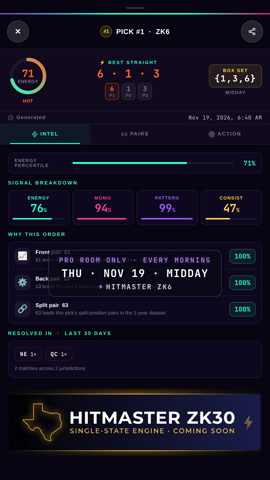 #1 PICK #1 · ZK6
71
ENERGY
HOT
⚡ BEST STRAIGHT
6 · 1 · 3
6 1 3
P1 P2 P3
BOX SET
{1,3,6}
MIDDAY
Generated
Nov 19, 2026, 6:40 AM
INTEL
PAIRS
ACTION
ENERGY
PERCENTILE
71%
SIGNAL BREAKDOWN
ENERGY MOMO PATTERN CONSIST
76% 94% 99% 47%
WHY THIS ORDER
Front pair
100%
PRO ROOM ONLY · EVERY MORNING
THU · NOV 19 · MIDDAY
⚡ HITMASTER ZK6
Back
100%
Split pair 63
63 leads this pick's split-position pairs in the 1-year dataset
100%
RESOLVED IN · LAST 30 DAYS
NE 1× QC 1×
2 matches across 2 jurisdictions
HITMASTER ZK30
SINGLE-STATE ENGINE · COMING SOON